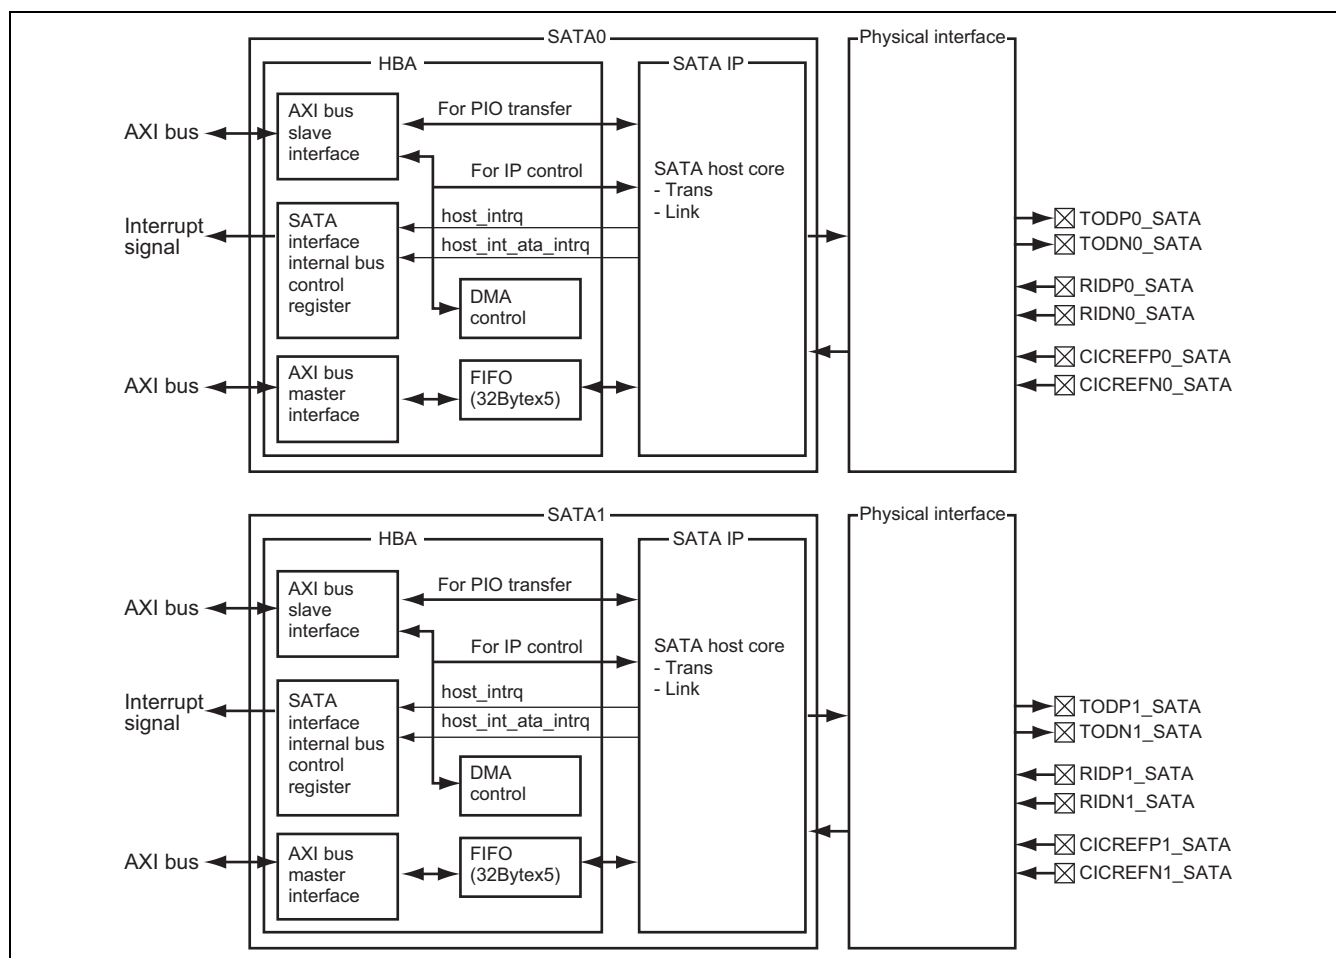 SATA0
Physical interface
HBA
SATA IP
AXI bus
AXI bus
slave
interface
For PIO transfer
For IP control
SATA host core
- Trans
- Link
Interrupt
signal
SATA
interface
internal bus
control
register
host_intrq
host_int_ata_intrq
DMA
control
AXI bus
AXI bus
master
interface
FIFO
(32Bytex5)
TODP0_SATA
TODN0_SATA
RIDP0_SATA
RIDN0_SATA
CICREFP0_SATA
CICREFN0_SATA
SATA1
Physical interface
HBA
SATA IP
AXI bus
AXI bus
slave
interface
For PIO transfer
For IP control
SATA host core
- Trans
- Link
Interrupt
signal
SATA
interface
internal bus
control
register
host_intrq
host_int_ata_intrq
DMA
control
AXI bus
AXI bus
master
interface
FIFO
(32Bytex5)
TODP1_SATA
TODN1_SATA
RIDP1_SATA
RIDN1_SATA
CICREFP1_SATA
CICREFN1_SATA